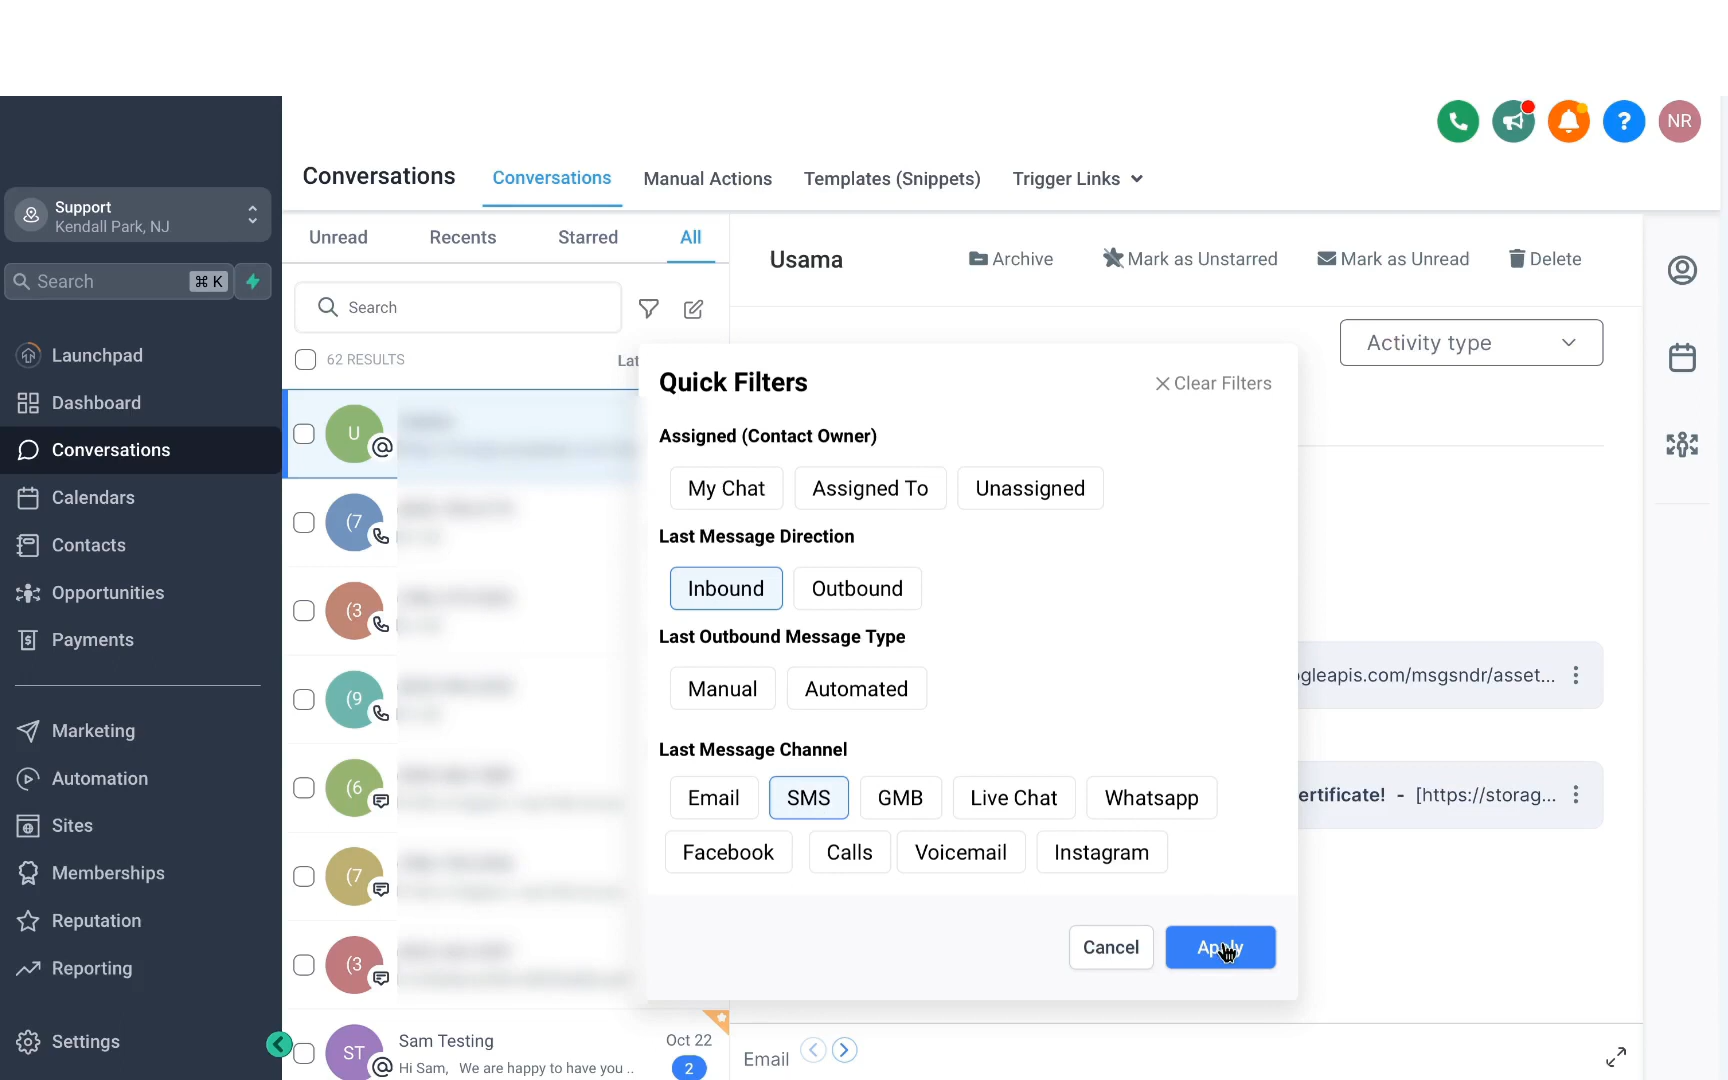 NR
Support
Kendall Park, NJ
Search
⌘ K
Launchpad
Dashboard
Conversations
Calendars
Contacts
Opportunities
Payments
Marketing
Automation
Sites
Memberships
Reputation
Reporting
Settings
Conversations
Conversations
Manual Actions
Templates (Snippets)
Trigger Links
Unread
Recents
Starred
All
Search
62 RESULTS
U
(7
(3
(9
(6
(7
(3
ST
Sam Testing
Oct 22
Hi Sam, We are happy to have you ..
2
Usama
Archive
Mark as Unstarred
Mark as Unread
Delete
Activity type
Quick Filters
Clear Filters
Assigned (Contact Owner)
My Chat
Assigned To
Unassigned
Last Message Direction
Inbound
Outbound
Last Outbound Message Type
Manual
Automated
Last Message Channel
Email
SMS
GMB
Live Chat
Whatsapp
Facebook
Calls
Voicemail
Instagram
Cancel
Apply
ogleapis.com/msgsndr/asset...
ertificate! - [https://storag...
Email